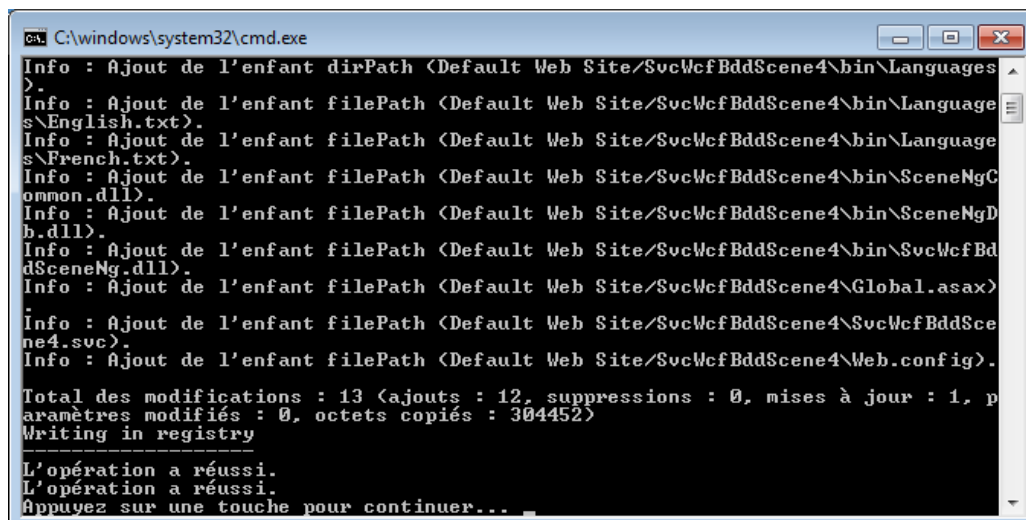 C:\windows\system32\cmd.exe
Info : Ajout de l'enfant dirPath (Default Web Site/SvcWcfBddScene4\bin\Languages
).
Info : Ajout de l'enfant filePath (Default Web Site/SvcWcfBddScene4\bin\Language
s\English.txt).
Info : Ajout de l'enfant filePath (Default Web Site/SvcWcfBddScene4\bin\Language
s\French.txt).
Info : Ajout de l'enfant filePath (Default Web Site/SvcWcfBddScene4\bin\SceneNgC
ommon.dll).
Info : Ajout de l'enfant filePath (Default Web Site/SvcWcfBddScene4\bin\SceneNgD
b.dll).
Info : Ajout de l'enfant filePath (Default Web Site/SvcWcfBddScene4\bin\SvcWcfBd
dSceneNg.dll).
Info : Ajout de l'enfant filePath (Default Web Site/SvcWcfBddScene4\Global.asax)
.
Info : Ajout de l'enfant filePath (Default Web Site/SvcWcfBddScene4\SvcWcfBddSce
ne4.svc).
Info : Ajout de l'enfant filePath (Default Web Site/SvcWcfBddScene4\Web.config).
Total des modifications : 13 (ajouts : 12, suppressions : 0, mises à jour : 1, p
aramètres modifiés : 0, octets copiés : 304452)
Writing in registry
--------------------
L'opération a réussi.
L'opération a réussi.
Appuyez sur une touche pour continuer... _